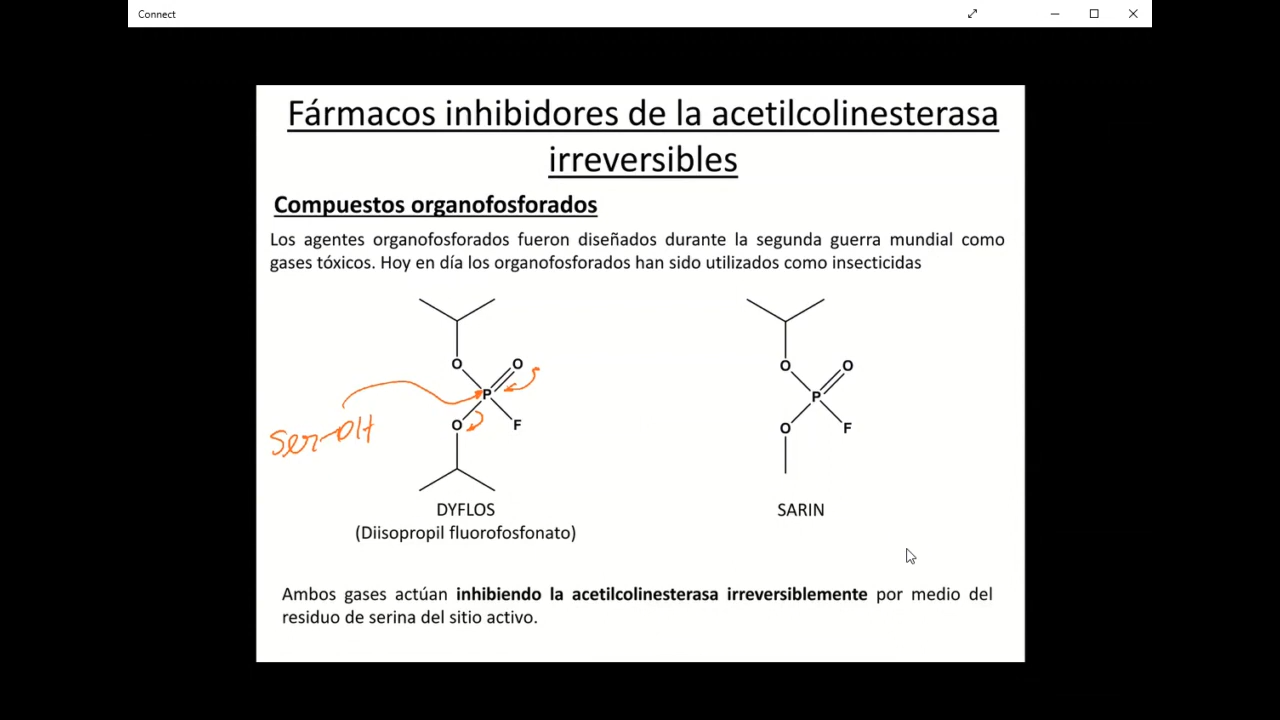 Connect
Fármacos inhibidores de la acetilcolinesterasa
irreversibles
Compuestos organofosforados
Los agentes organofosforados fueron diseñados durante la segunda guerra mundial como
gases tóxicos. Hoy en día los organofosforados han sido utilizados como insecticidas
O O
P
O F
Ser-OH
DYFLOS
(Diisopropil fluorofosfonato)
O O
P
O F
SARIN
Ambos gases actúan inhibiendo la acetilcolinesterasa irreversiblemente por medio del
residuo de serina del sitio activo.